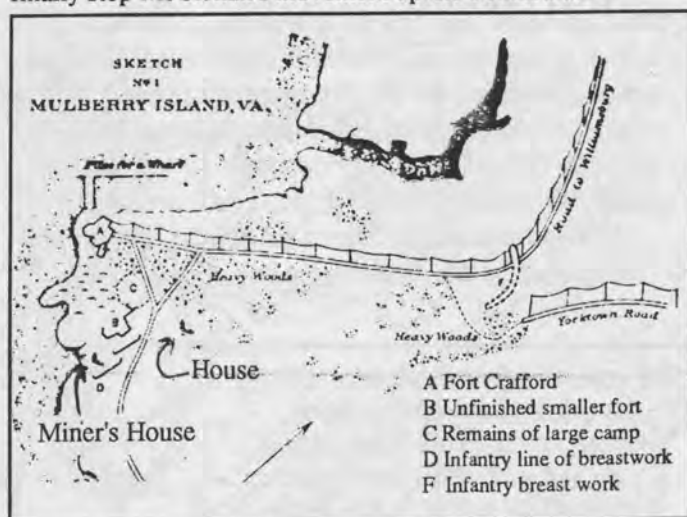 SKETCH
No 1
MULBERRY ISLAND, VA.
Piles for a Wharf
Road to Williamsburg
A
Heavy Woods
C
B
D
F
Heavy Woods
Yorktown Road
House
Miner's House
A Fort Crafford
B Unfinished smaller fort
C Remains of large camp
D Infantry line of breastwork
F Infantry breast work